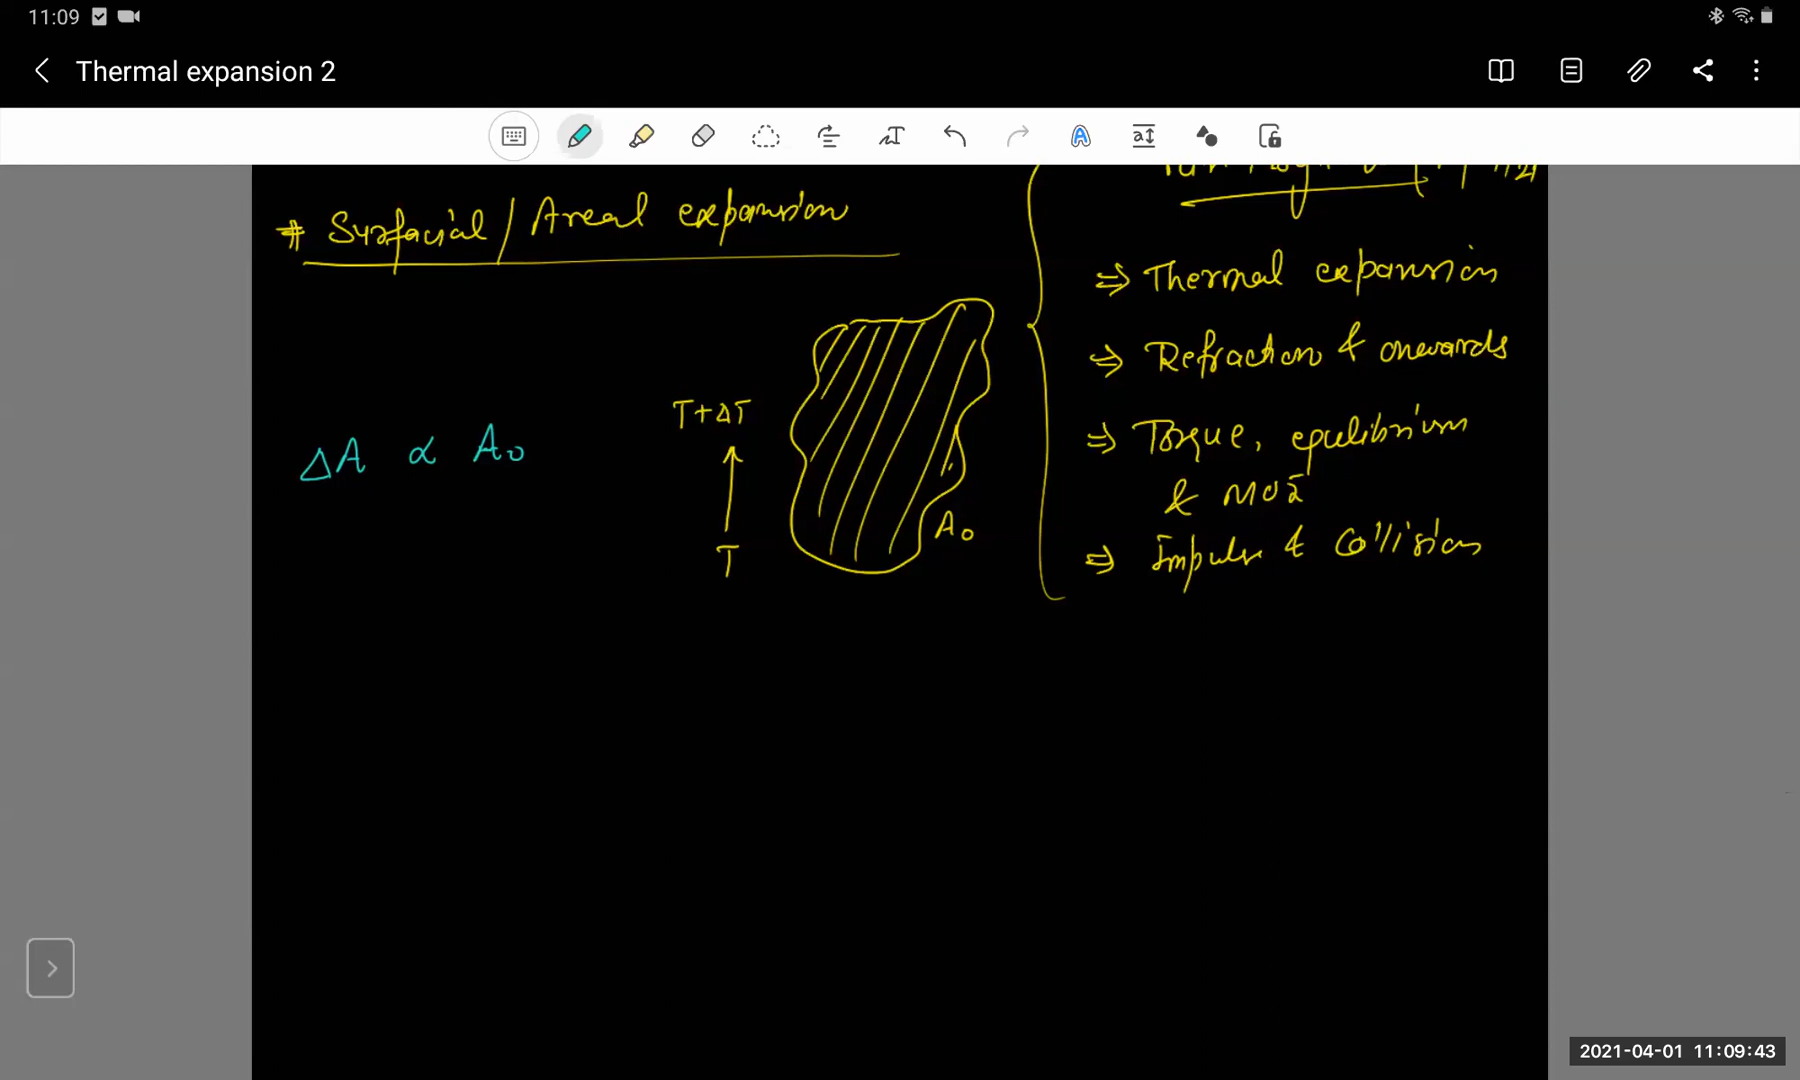 11:09
Thermal expansion 2
# Surfacial / Areal expansion
⇒ Thermal expansion
⇒ Refraction & onwards
⇒ Torque, equilibrium
& MOI
⇒ Impulse & Collision
T+ΔT
T
A₀
ΔA ∝ A₀
2021-04-01 11:09:43